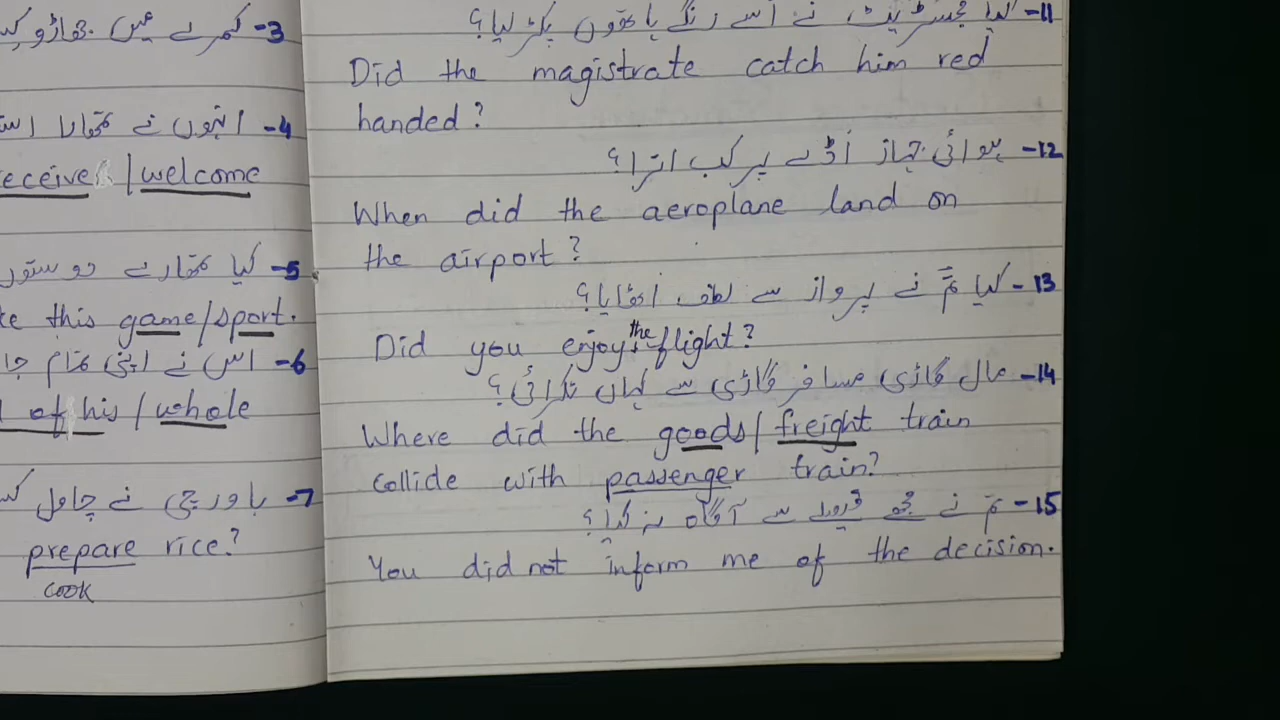 3- کمرے میں جھاڑو
4- انہوں نے تمہارا
receive / welcome
5- کیا تمہارے دوستوں
this game/sport.
6- اس نے اپنی تمام
of his / whole
7- باورچی نے چاول
prepare rice?
cook
11- کیا مجسٹریٹ نے اسے رنگے ہاتھوں پکڑ لیا؟
Did the magistrate catch him red
handed?
12- ہوائی جہاز اڈے پر کب اترا؟
When did the aeroplane land on
the airport?
13- کیا تم نے پرواز سے لطف اٹھایا؟
Did you enjoy the flight?
14- مال گاڑی مسافر گاڑی سے کہاں ٹکرائی؟
Where did the goods/freight train
collide with passenger train?
15- تم نے مجھے فیصلے سے آگاہ نہ کیا؟
You did not inform me of the decision.